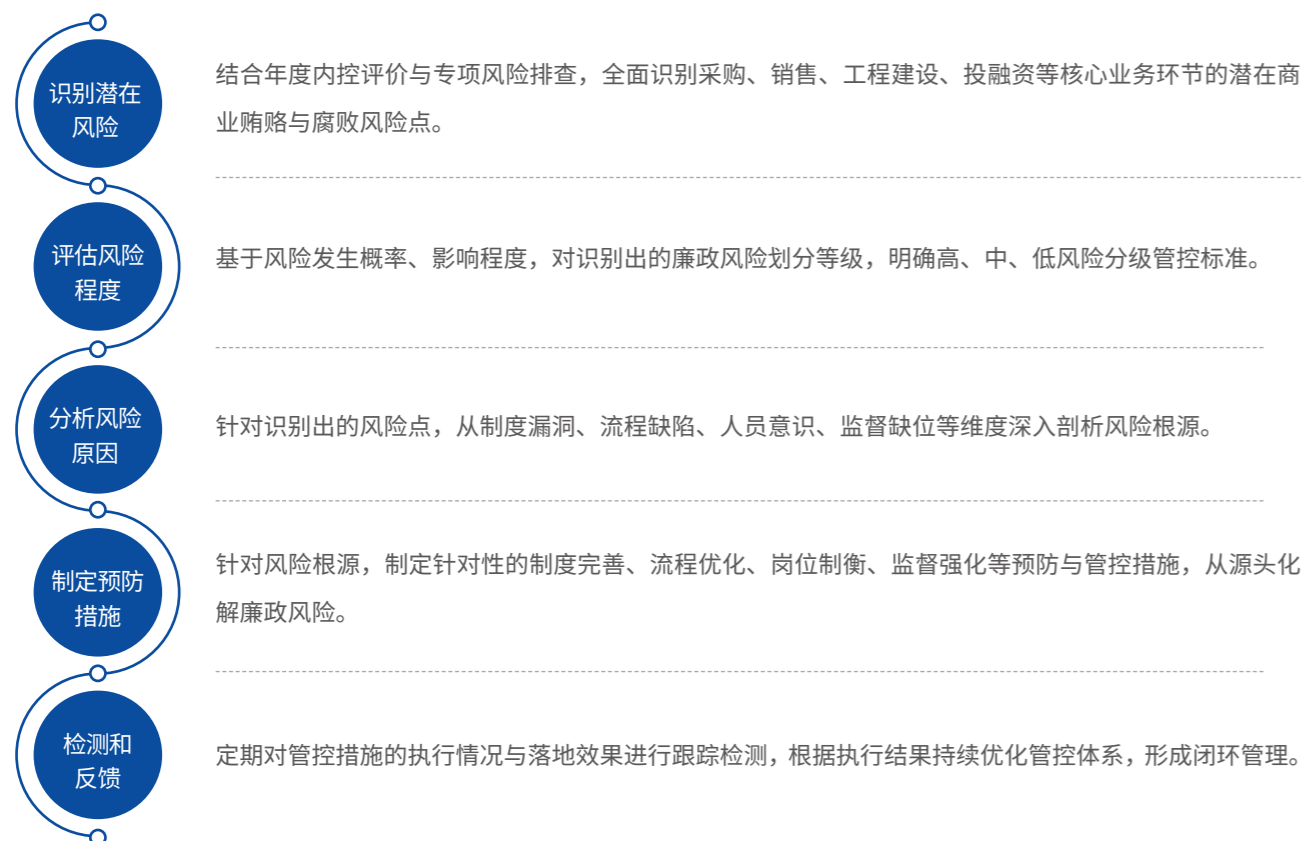 识别潜在
风险
结合年度内控评价与专项风险排查，全面识别采购、销售、工程建设、投融资等核心业务环节的潜在商
业贿赂与腐败风险点。
评估风险
程度
基于风险发生概率、影响程度，对识别出的廉政风险划分等级，明确高、中、低风险分级管控标准。
分析风险
原因
针对识别出的风险点，从制度漏洞、流程缺陷、人员意识、监督缺位等维度深入剖析风险根源。
制定预防
措施
针对风险根源，制定针对性的制度完善、流程优化、岗位制衡、监督强化等预防与管控措施，从源头化
解廉政风险。
检测和
反馈
定期对管控措施的执行情况与落地效果进行跟踪检测，根据执行结果持续优化管控体系，形成闭环管理。